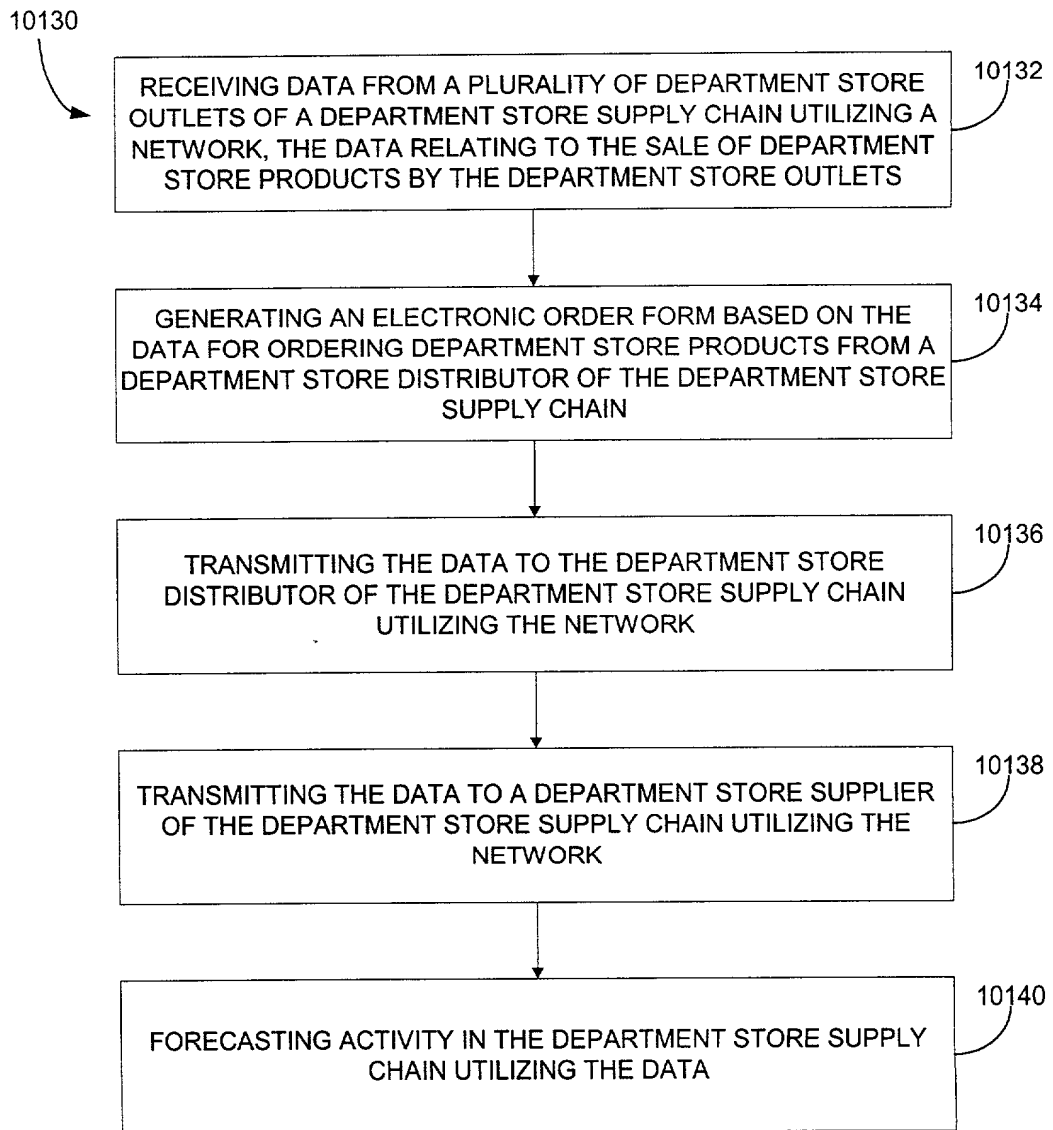 10130
RECEIVING DATA FROM A PLURALITY OF DEPARTMENT STORE
OUTLETS OF A DEPARTMENT STORE SUPPLY CHAIN UTILIZING A
NETWORK, THE DATA RELATING TO THE SALE OF DEPARTMENT
STORE PRODUCTS BY THE DEPARTMENT STORE OUTLETS
10132
GENERATING AN ELECTRONIC ORDER FORM BASED ON THE
DATA FOR ORDERING DEPARTMENT STORE PRODUCTS FROM A
DEPARTMENT STORE DISTRIBUTOR OF THE DEPARTMENT STORE
SUPPLY CHAIN
10134
TRANSMITTING THE DATA TO THE DEPARTMENT STORE
DISTRIBUTOR OF THE DEPARTMENT STORE SUPPLY CHAIN
UTILIZING THE NETWORK
10136
TRANSMITTING THE DATA TO A DEPARTMENT STORE SUPPLIER
OF THE DEPARTMENT STORE SUPPLY CHAIN UTILIZING THE
NETWORK
10138
FORECASTING ACTIVITY IN THE DEPARTMENT STORE SUPPLY
CHAIN UTILIZING THE DATA
10140